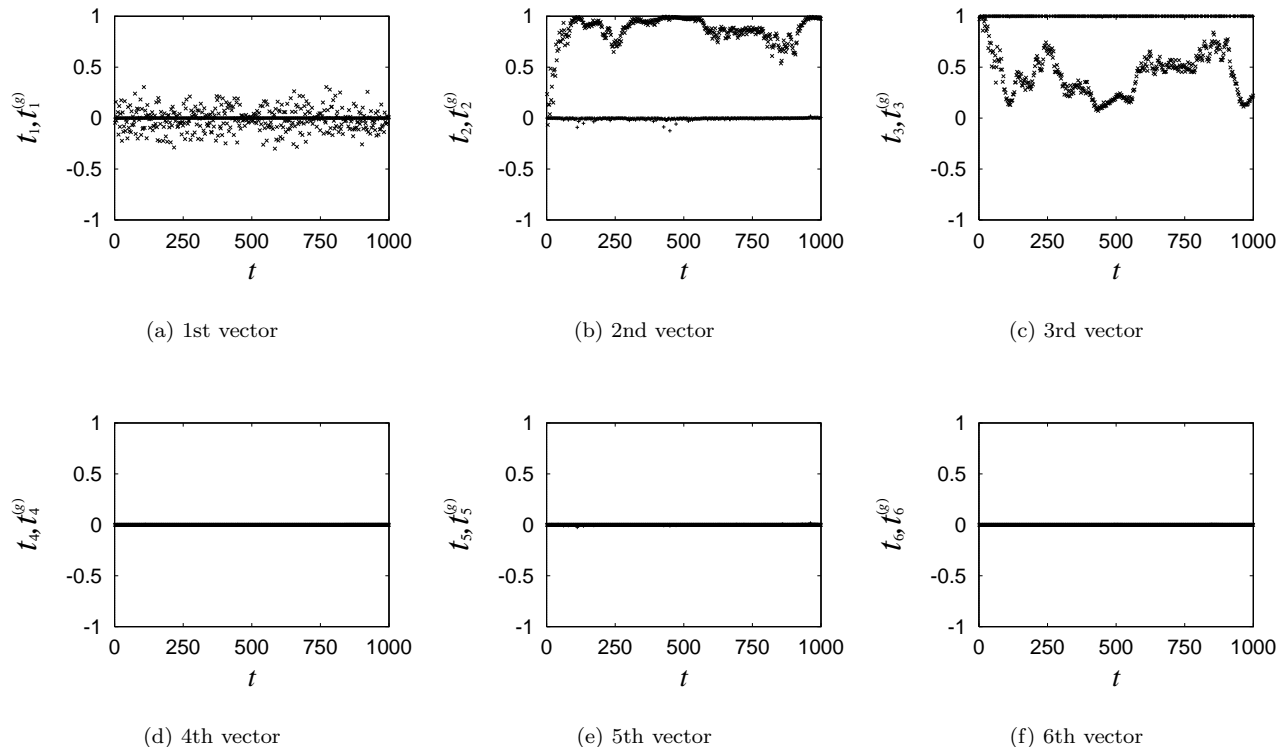 1 0.5 0 -0.5 -1
t₁,t₁⁽ᵍ⁾
0 250 500 750 1000
t
(a) 1st vector
1 0.5 0 -0.5 -1
t₂,t₂⁽ᵍ⁾
0 250 500 750 1000
t
(b) 2nd vector
1 0.5 0 -0.5 -1
t₃,t₃⁽ᵍ⁾
0 250 500 750 1000
t
(c) 3rd vector
1 0.5 0 -0.5 -1
t₄,t₄⁽ᵍ⁾
0 250 500 750 1000
t
(d) 4th vector
1 0.5 0 -0.5 -1
t₅,t₅⁽ᵍ⁾
0 250 500 750 1000
t
(e) 5th vector
1 0.5 0 -0.5 -1
t₆,t₆⁽ᵍ⁾
0 250 500 750 1000
t
(f) 6th vector